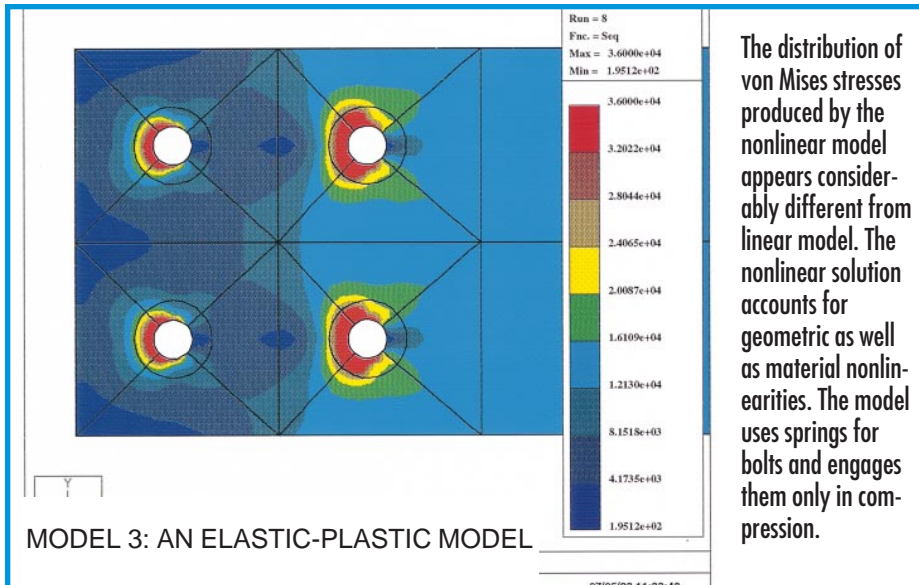 Run = 8
Fnc. = Seq
Max = 3.6000e+04
Min = 1.9512e+02
3.6000e+04
3.2022e+04
2.8044e+04
2.4065e+04
2.0087e+04
1.6109e+04
1.2130e+04
8.1518e+03
4.1735e+03
1.9512e+02
Y
MODEL 3: AN ELASTIC-PLASTIC MODEL
The distribution of
von Mises stresses
produced by the
nonlinear model
appears consider-
ably different from
linear model. The
nonlinear solution
accounts for
geometric as well
as material nonlin-
earities. The model
uses springs for
bolts and engages
them only in com-
pression.